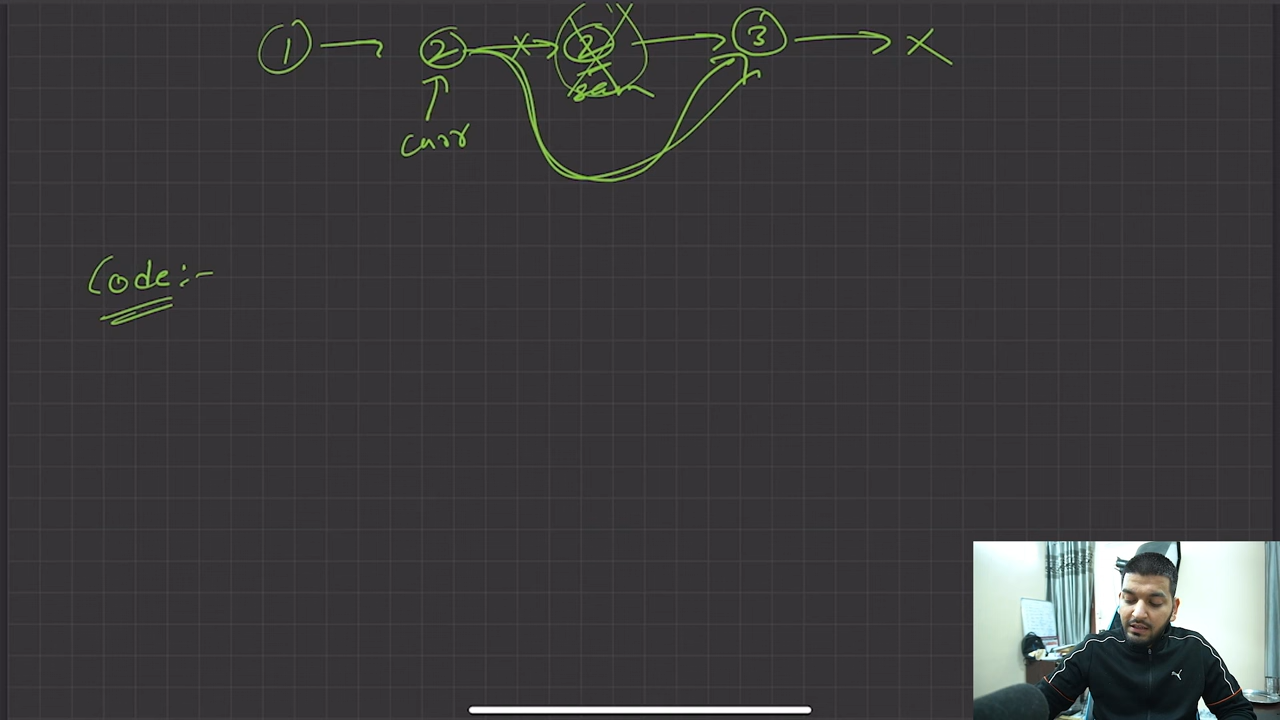 1 → 2 → 2 → 3 → X
curr
Code:-